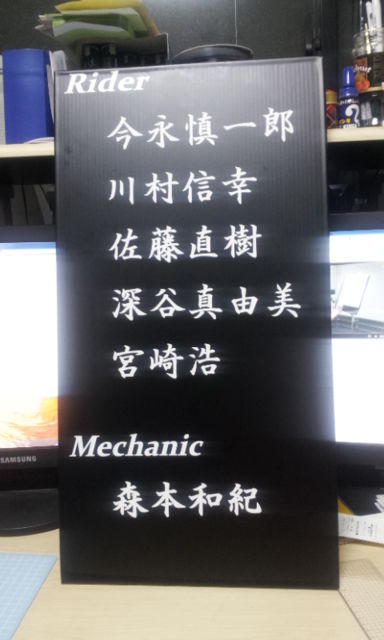 Rider
今永慎一郎
川村信幸
佐藤直樹
深谷真由美
宮崎浩
Mechanic
森本和紀
SAMSUNG